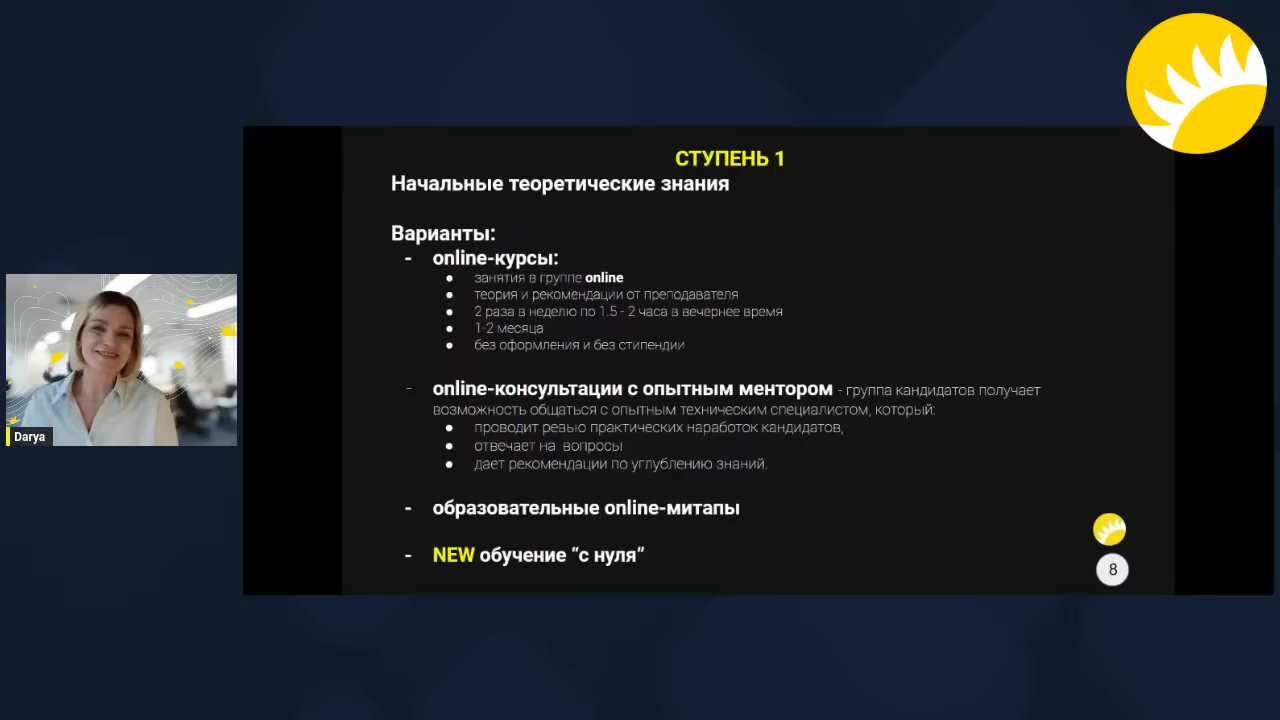 СТУПЕНЬ 1
Начальные теоретические знания
Варианты:
- online-курсы:
● занятия в группе online
● теория и рекомендации от преподавателя
● 2 раза в неделю по 1.5 - 2 часа в вечернее время
● 1-2 месяца
● без оформления и без стипендии
- online-консультации с опытным ментором - группа кандидатов получает
возможность общаться с опытным техническим специалистом, который:
● проводит ревью практических наработок кандидатов,
● отвечает на вопросы
● дает рекомендации по углублению знаний.
- образовательные online-митапы
- NEW обучение “с нуля”
8
Darya